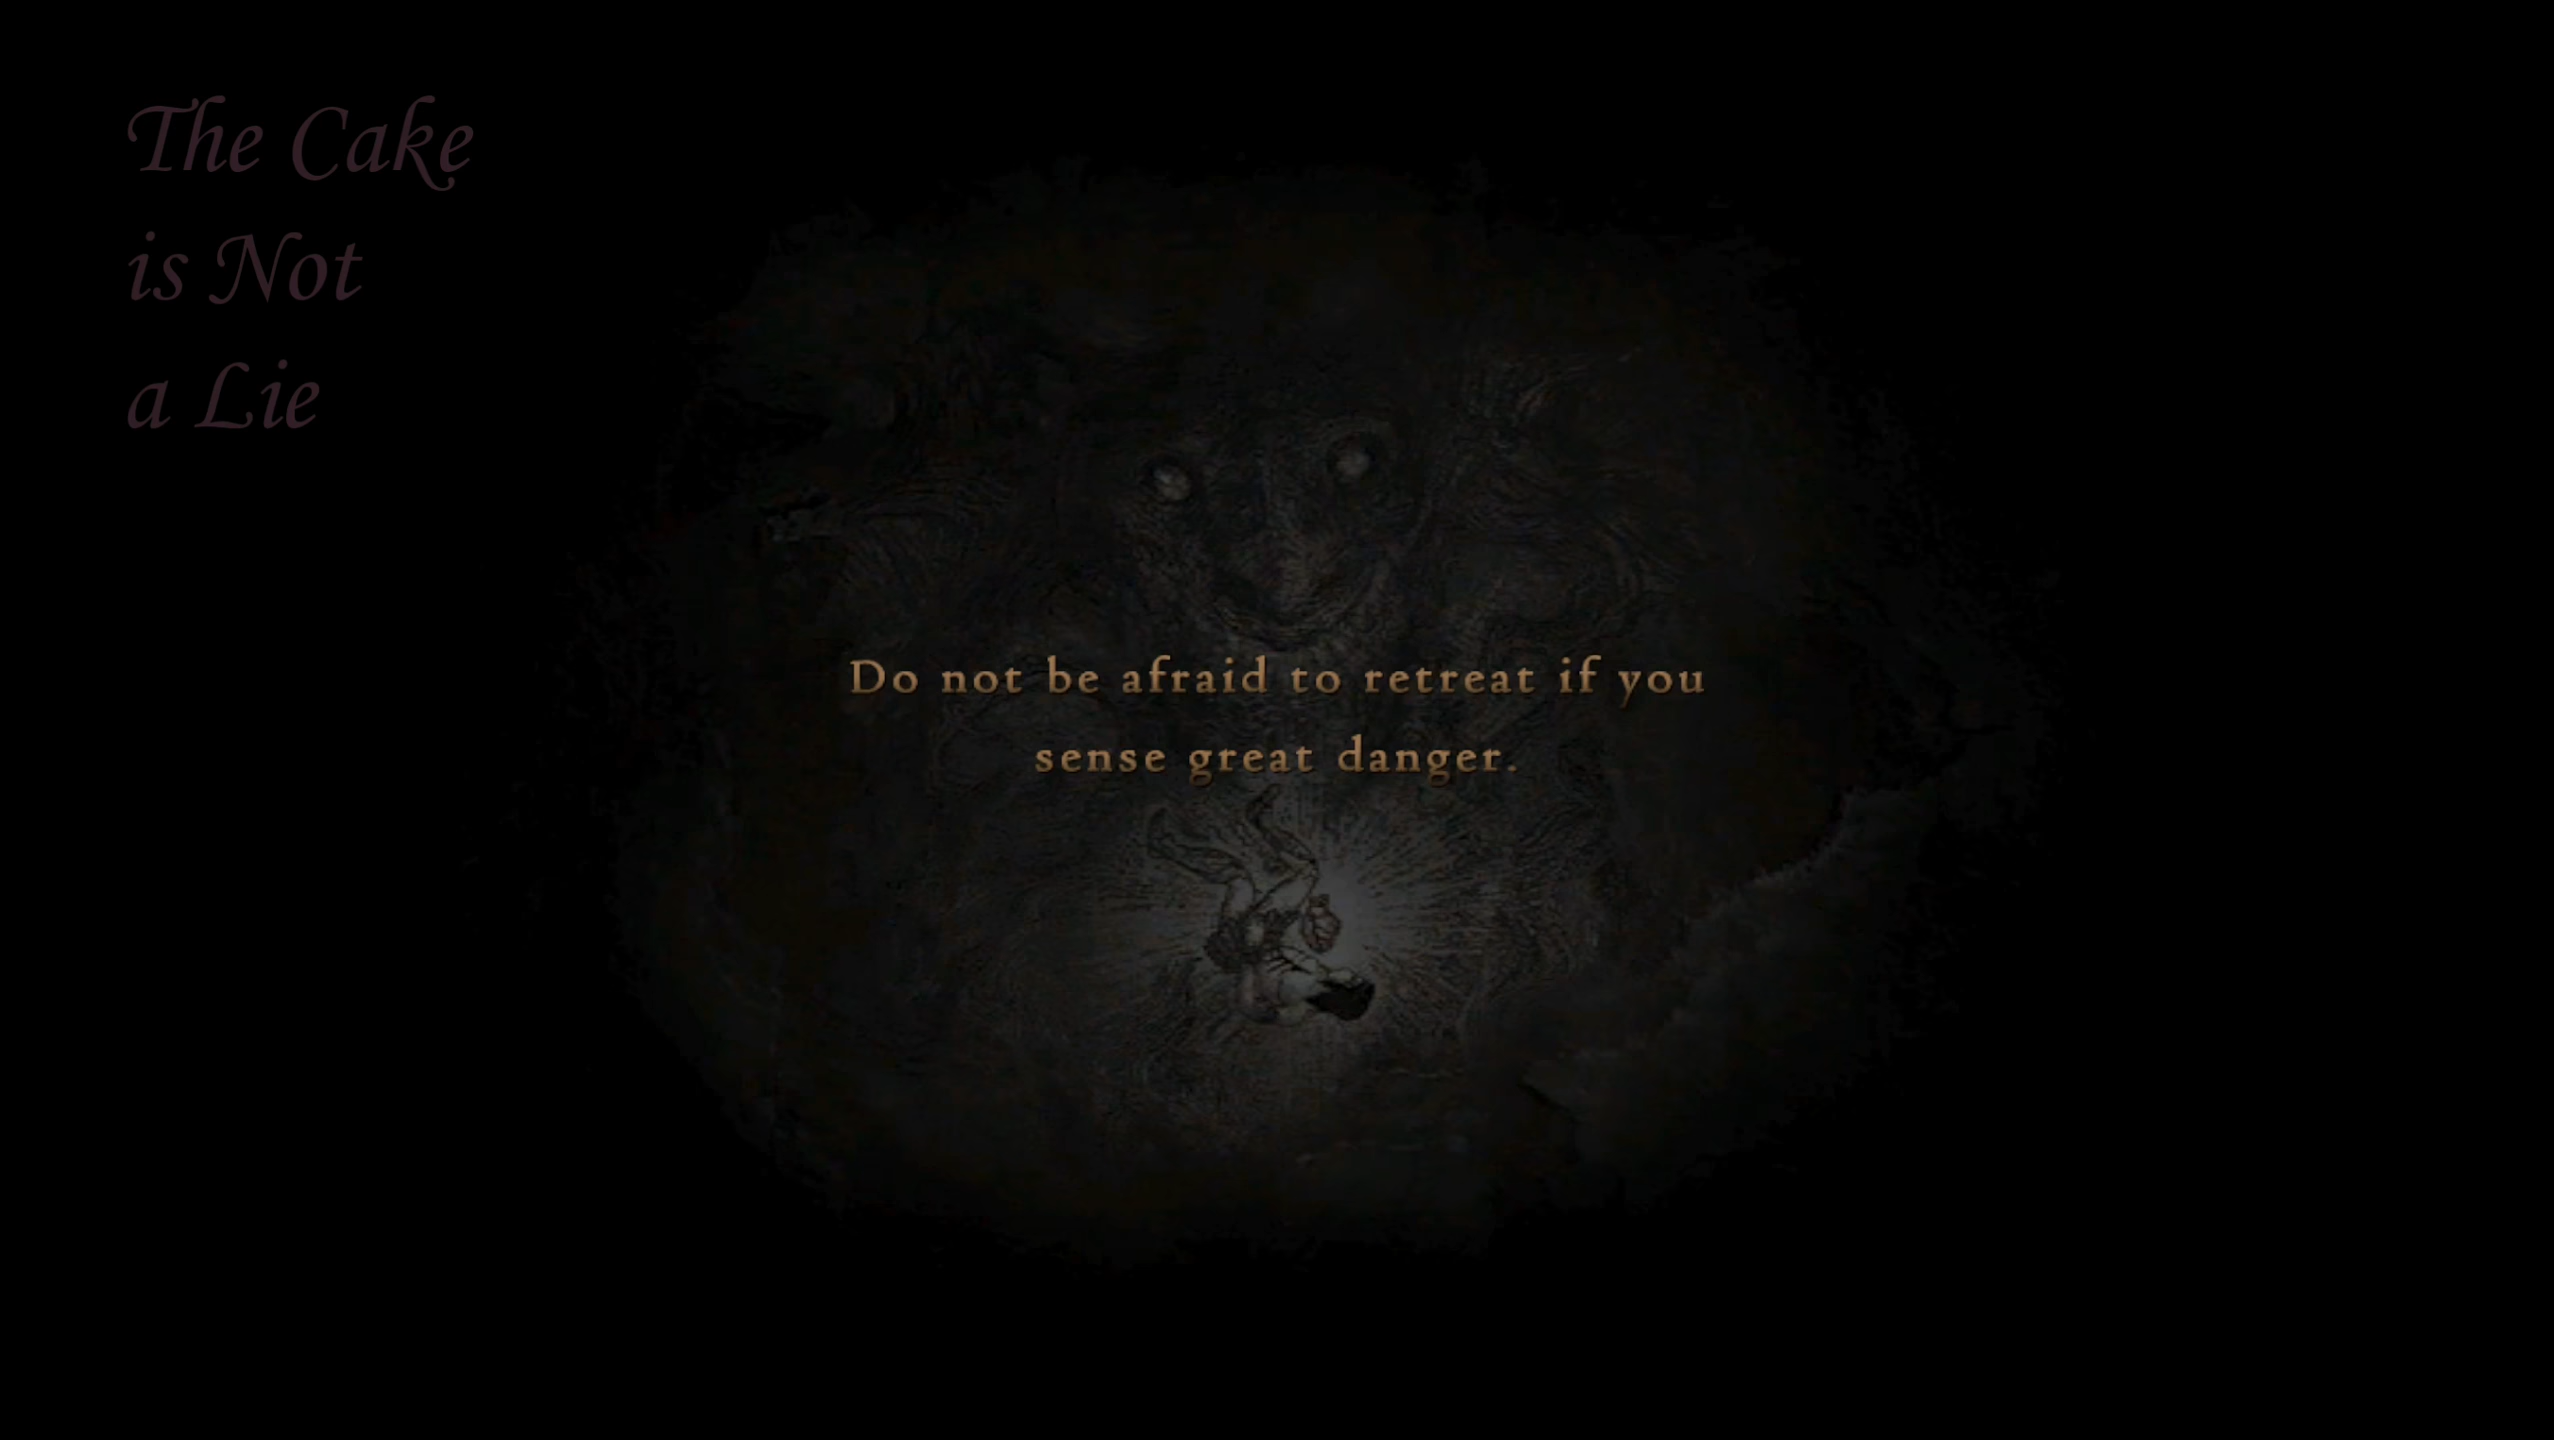 The Cake
is Not
a Lie
Do not be afraid to retreat if you
sense great danger.